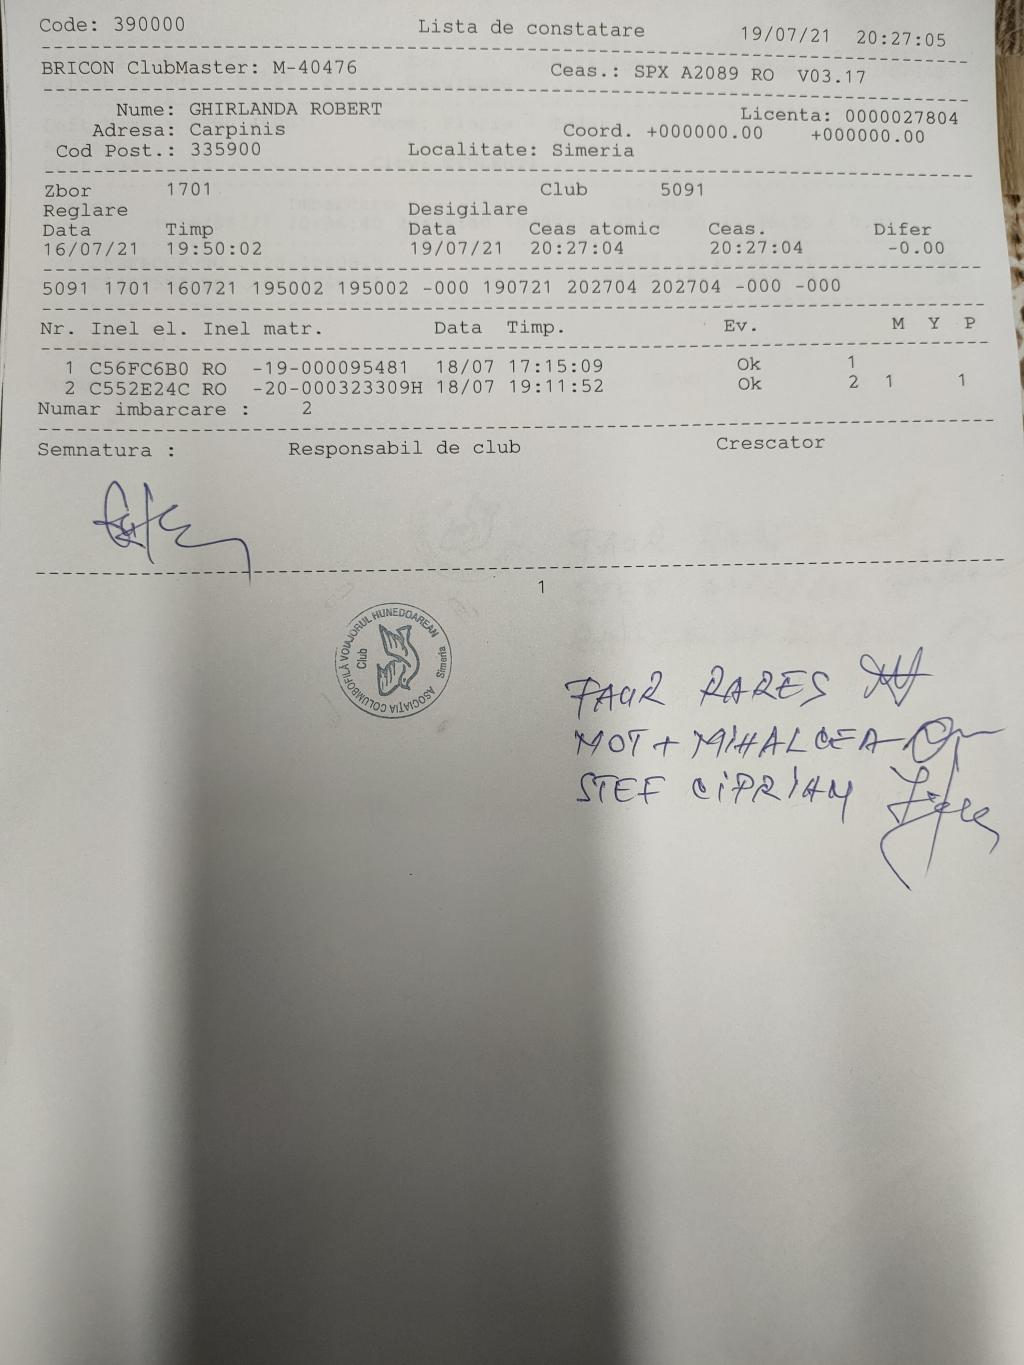 Code: 390000 Lista de constatare 19/07/21 20:27:05
BRICON ClubMaster: M-40476 Ceas.: SPX A2089 RO V03.17
Nume: GHIRLANDA ROBERT Licenta: 0000027804
Adresa: Carpinis Coord. +000000.00 +000000.00
Cod Post.: 335900 Localitate: Simeria
Zbor 1701 Club 5091
Reglare Desigilare
Data Timp Data Ceas atomic Ceas. Difer
16/07/21 19:50:02 19/07/21 20:27:04 20:27:04 -0.00
5091 1701 160721 195002 195002 -000 190721 202704 202704 -000 -000
Nr. Inel el. Inel matr. Data Timp. Ev. M Y P
1 C56FC6B0 RO -19-000095481 18/07 17:15:09 Ok 1
2 C552E24C RO -20-000323309H 18/07 19:11:52 Ok 2 1 1
Numar imbarcare : 2
Semnatura : Responsabil de club Crescator
1
ASOCIAȚIA COLUMBOFILĂ VOIAJORUL HUNEDOAREAN
Club
Simeria
FAUR RARES
MOT + MIHALCEA
STEF CIPRIAN